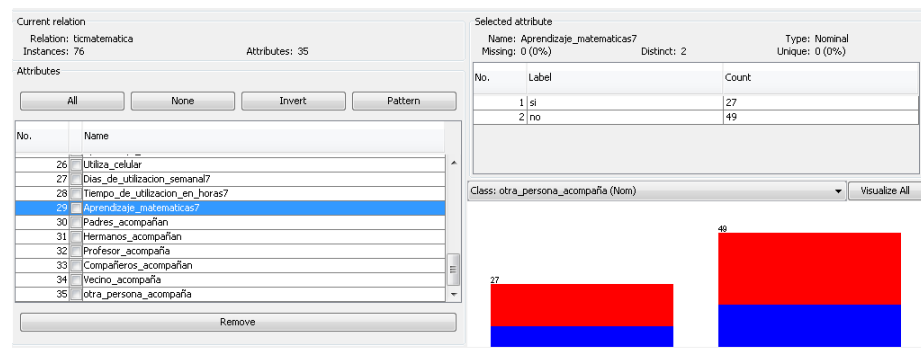 Current relation
Relation: ticmatematica
Instances: 76 Attributes: 35
Attributes
All None Invert Pattern
No. Name
26 Utiliza_celular
27 Dias_de_utilizacion_semanal7
28 Tiempo_de_utilizacion_en_horas7
29 Aprendizaje_matematicas7
30 Padres_acompañan
31 Hermanos_acompañan
32 Profesor_acompaña
33 Compañeros_acompañan
34 Vecino_acompaña
35 otra_persona_acompaña
Remove
Selected attribute
Name: Aprendizaje_matematicas7 Type: Nominal
Missing: 0 (0%) Distinct: 2 Unique: 0 (0%)
No. Label Count
1 si 27
2 no 49
Class: otra_persona_acompaña (Nom) Visualize All
49
27